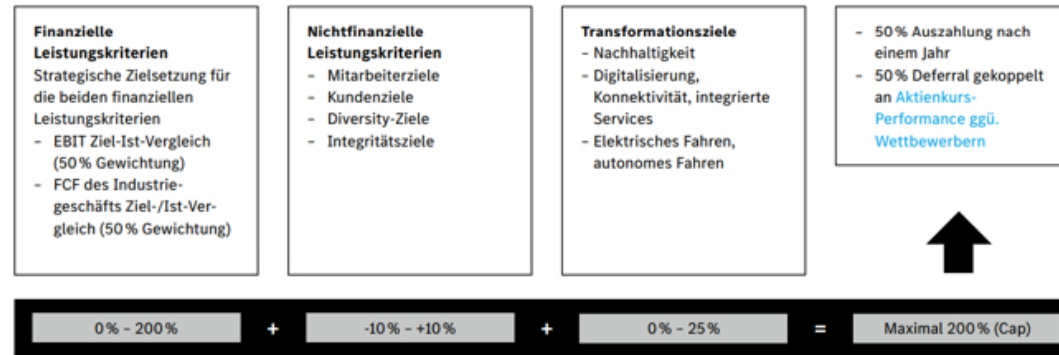 Finanzielle
Leistungskriterien
Strategische Zielsetzung für
die beiden finanziellen
Leistungskriterien
– EBIT Ziel-Ist-Vergleich
(50 % Gewichtung)
– FCF des Industrie-
geschäfts Ziel-/Ist-Ver-
gleich (50 % Gewichtung)
Nichtfinanzielle
Leistungskriterien
– Mitarbeiterziele
– Kundenziele
– Diversity-Ziele
– Integritätsziele
Transformationsziele
– Nachhaltigkeit
– Digitalisierung,
Konnektivität, integrierte
Services
– Elektrisches Fahren,
autonomes Fahren
– 50 % Auszahlung nach
einem Jahr
– 50 % Deferral gekoppelt
an Aktienkurs-
Performance ggü.
Wettbewerbern
0 % – 200 % + -10 % – +10 % + 0 % – 25 % = Maximal 200 % (Cap)